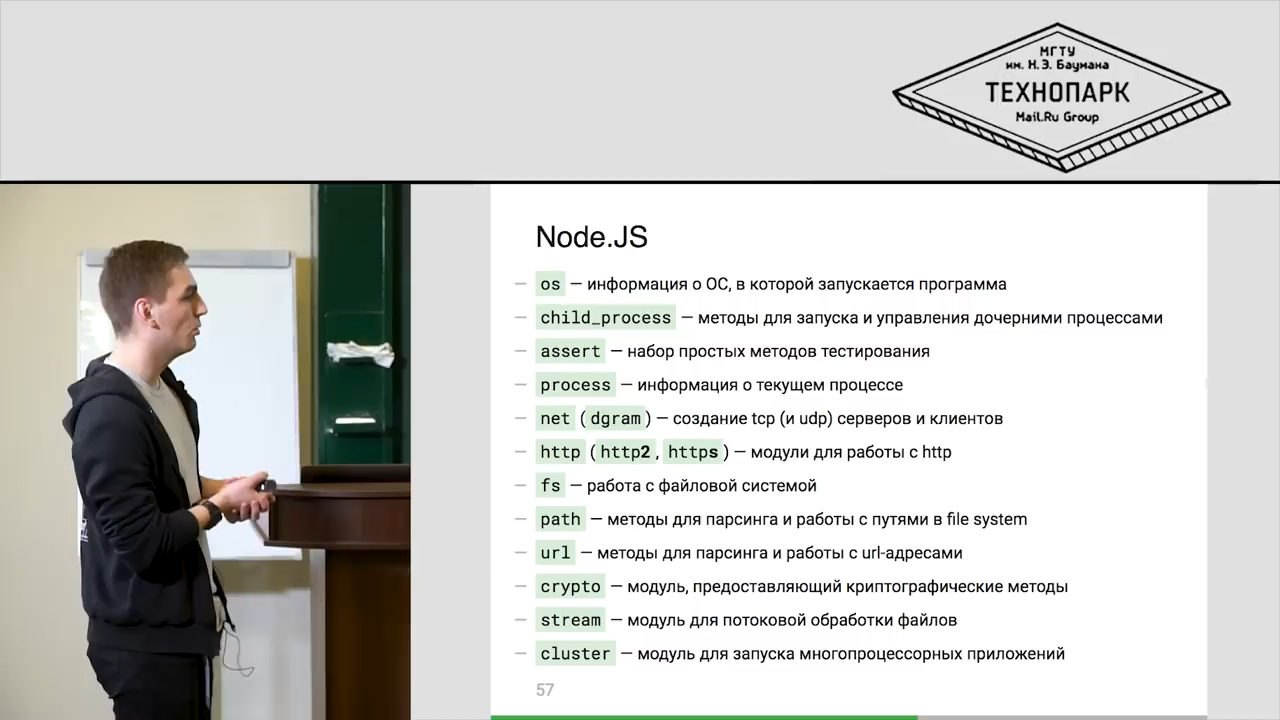 МГТУ
им. Н.Э. Баумана
ТЕХНОПАРК
Mail.Ru Group
Node.JS
— os — информация о ОС, в которой запускается программа
— child_process — методы для запуска и управления дочерними процессами
— assert — набор простых методов тестирования
— process — информация о текущем процессе
— net (dgram) — создание tcp (и udp) серверов и клиентов
— http (http2, https) — модули для работы с http
— fs — работа с файловой системой
— path — методы для парсинга и работы с путями в file system
— url — методы для парсинга и работы с url-адресами
— crypto — модуль, предоставляющий криптографические методы
— stream — модуль для потоковой обработки файлов
— cluster — модуль для запуска многопроцессорных приложений
57